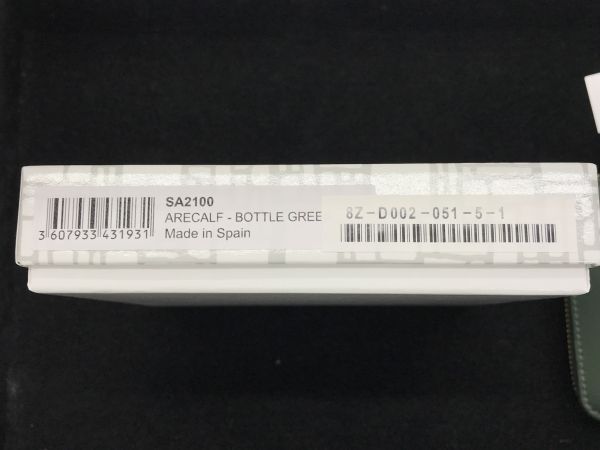 SA2100
ARECALF - BOTTLE GREE
Made in Spain
3 607933 431931
8Z-D002-051-5-1